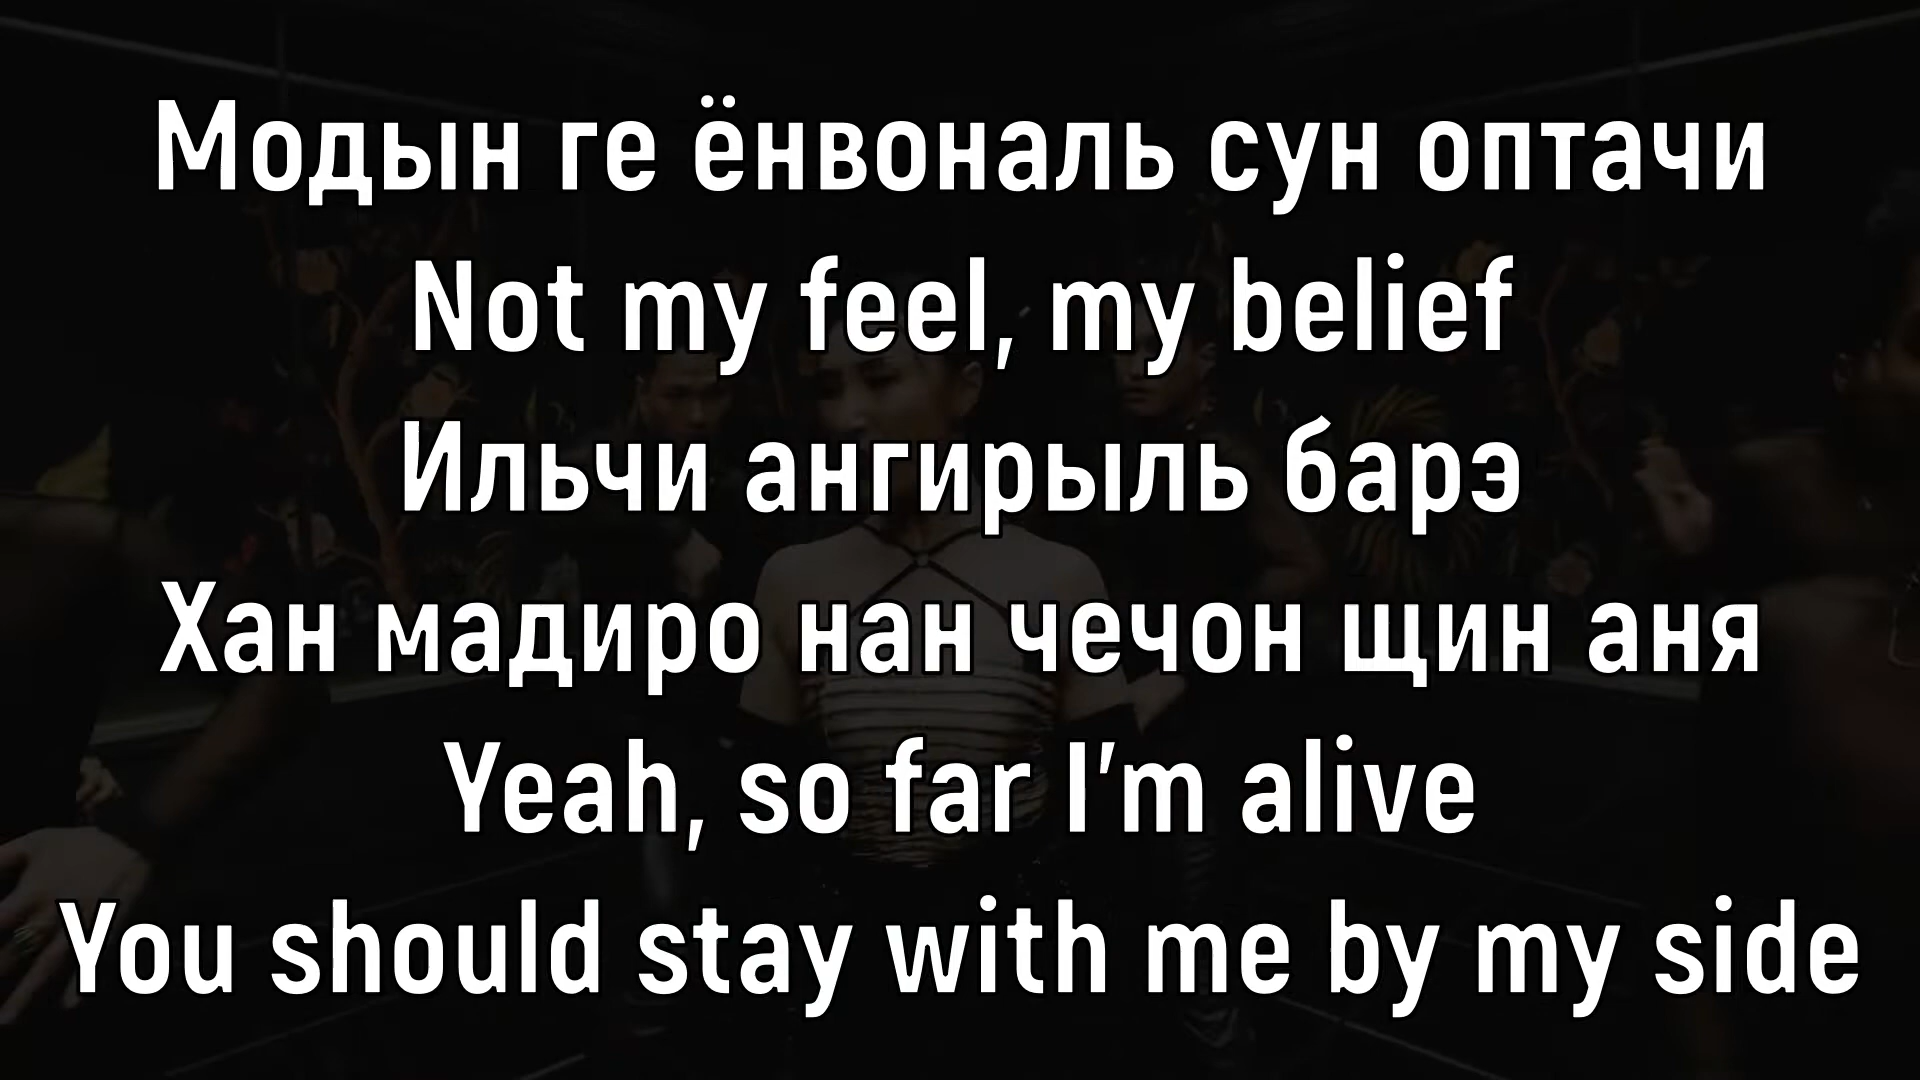 Модын ге ёнвональ сун оптачи
Not my feel, my belief
Ильчи ангирыль барэ
Хан мадиро нан чечон щин аня
Yeah, so far I'm alive
You should stay with me by my side